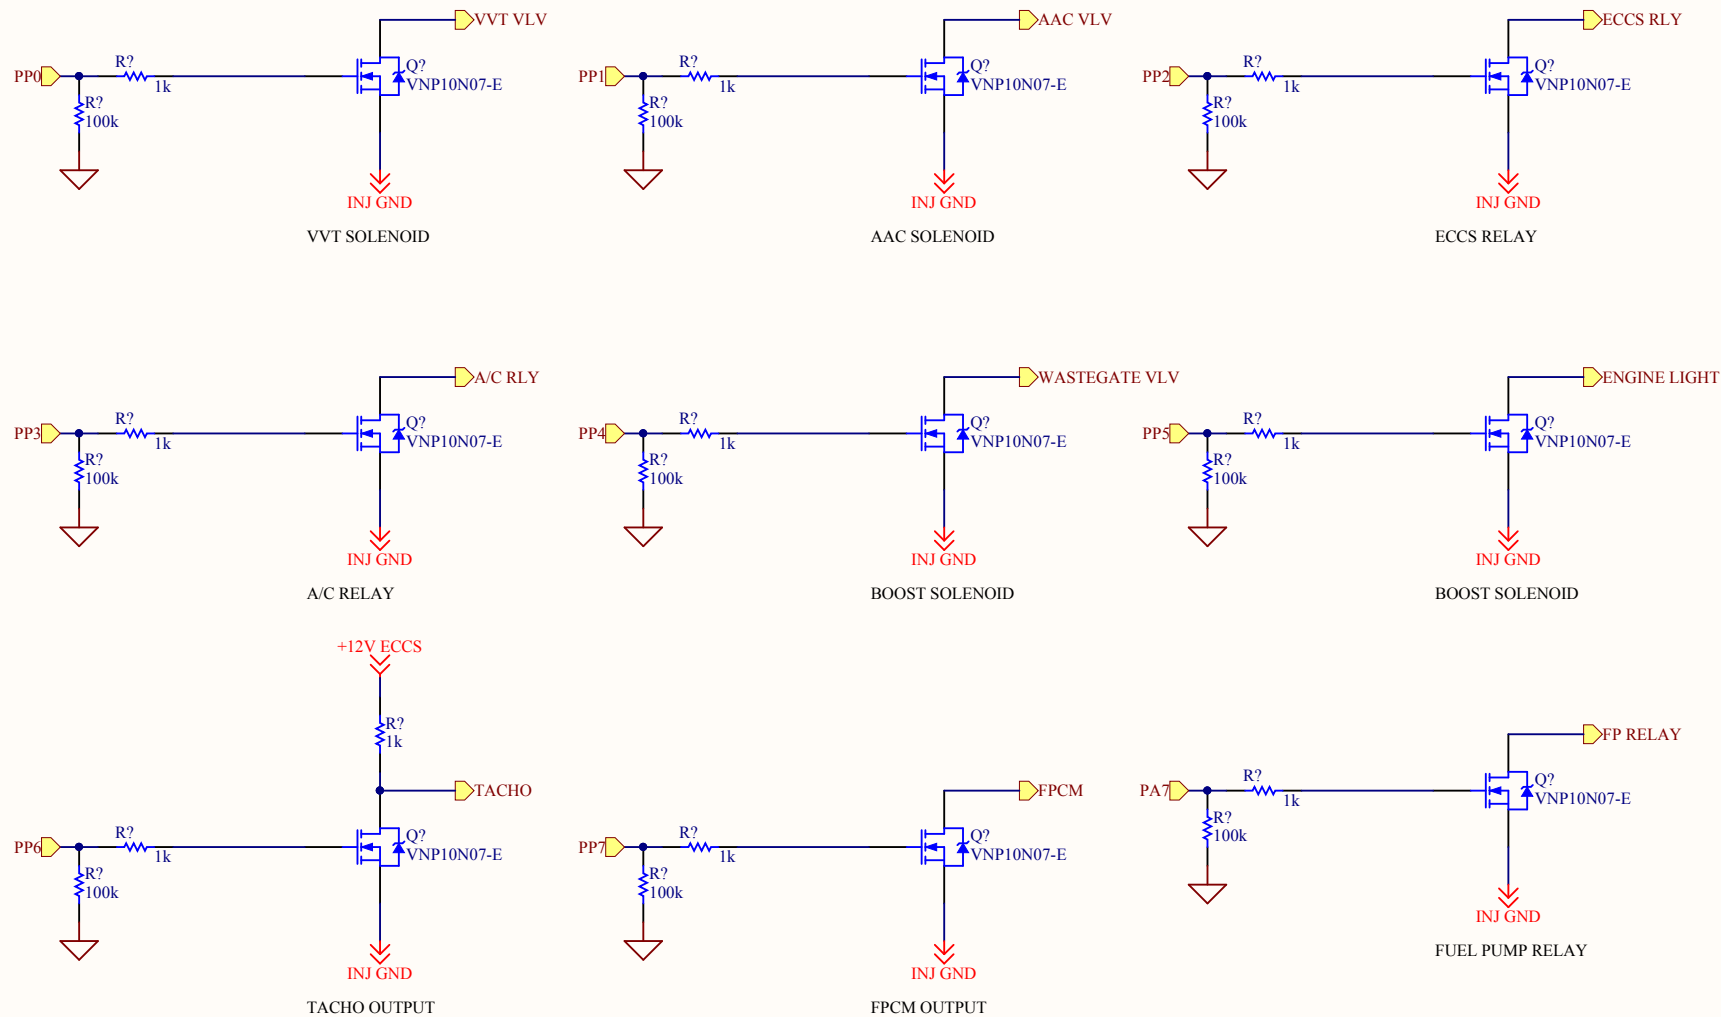 VVT VLV
PP0
R?
1k
R?
100k
Q?
VNP10N07-E
INJ GND
VVT SOLENOID
AAC VLV
PP1
R?
1k
R?
100k
Q?
VNP10N07-E
INJ GND
AAC SOLENOID
ECCS RLY
PP2
R?
1k
R?
100k
Q?
VNP10N07-E
INJ GND
ECCS RELAY
A/C RLY
PP3
R?
1k
R?
100k
Q?
VNP10N07-E
INJ GND
A/C RELAY
WASTEGATE VLV
PP4
R?
1k
R?
100k
Q?
VNP10N07-E
INJ GND
BOOST SOLENOID
ENGINE LIGHT
PP5
R?
1k
R?
100k
Q?
VNP10N07-E
INJ GND
BOOST SOLENOID
+12V ECCS
R?
1k
TACHO
PP6
R?
1k
R?
100k
Q?
VNP10N07-E
INJ GND
TACHO OUTPUT
FPCM
PP7
R?
1k
R?
100k
Q?
VNP10N07-E
INJ GND
FPCM OUTPUT
FP RELAY
PA7
R?
1k
R?
100k
Q?
VNP10N07-E
INJ GND
FUEL PUMP RELAY